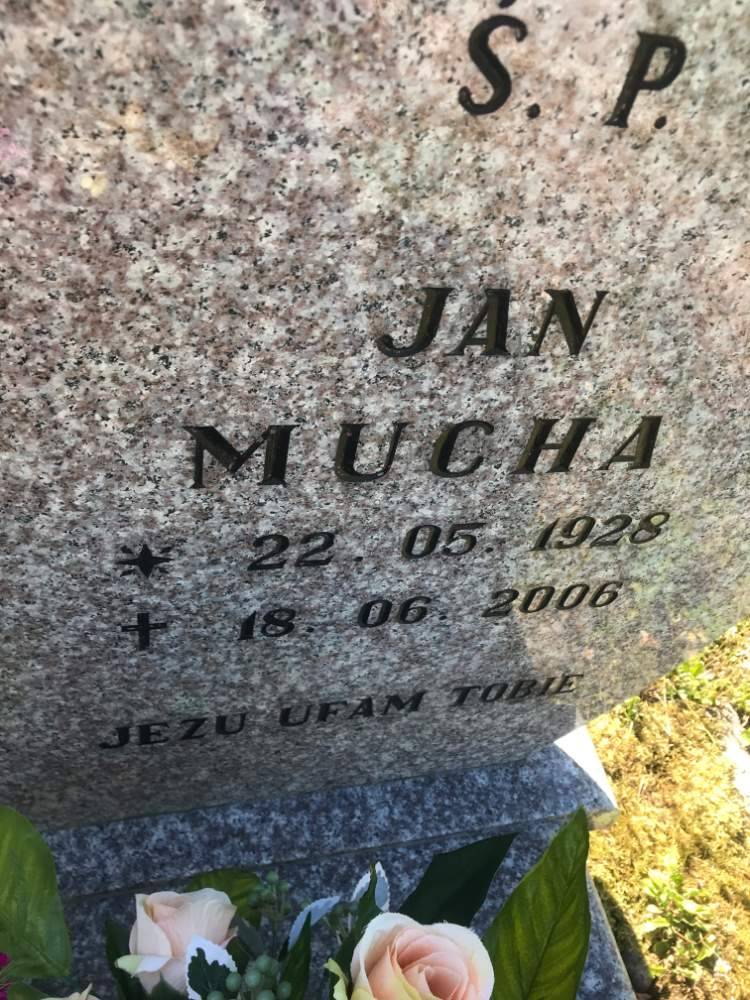 Ś. P.
JAN
MUCHA
22. 05. 1928
18. 06. 2006
JEZU UFAM TOBIE